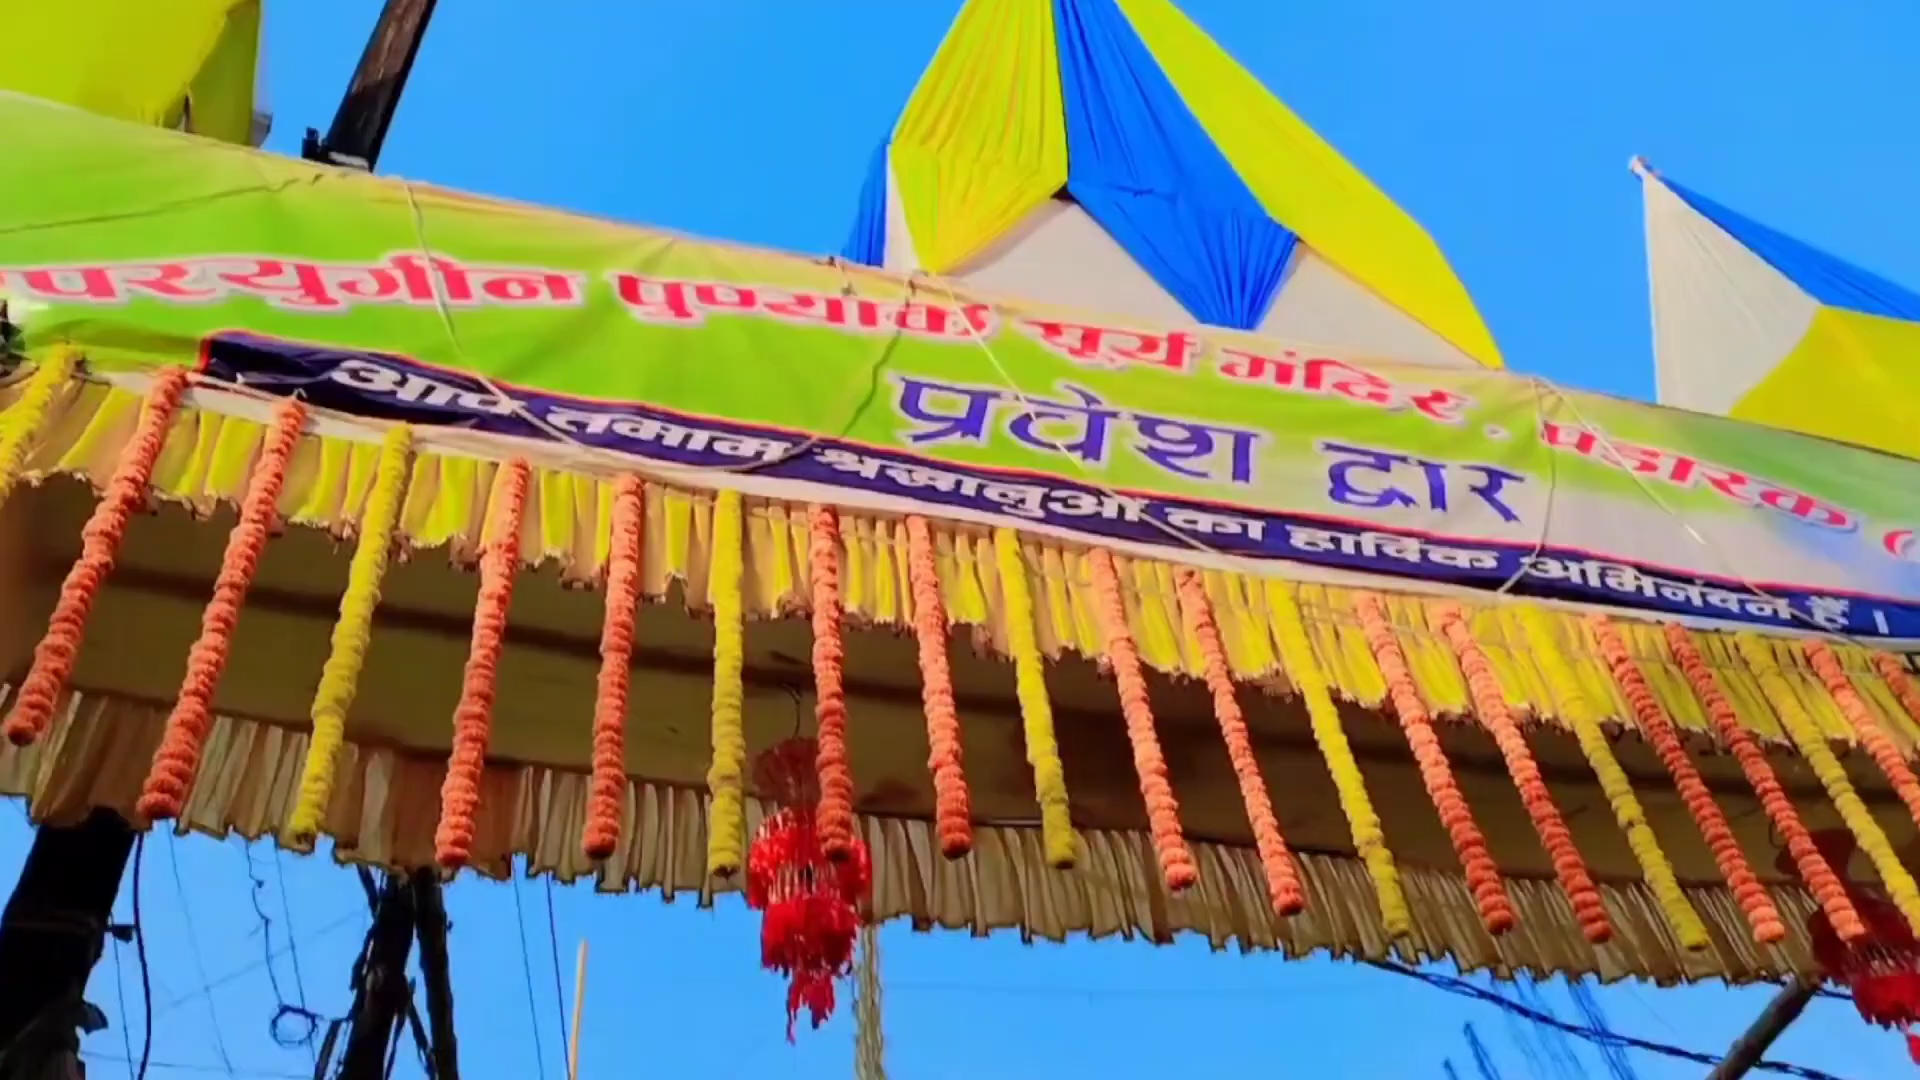 परयुगीन पुण्यार्क सूर्य मंदिर, पंडारक (
प्रवेश द्वार
आप तमाम श्रद्धालुओं का हार्दिक अभिनंदन हैं ।